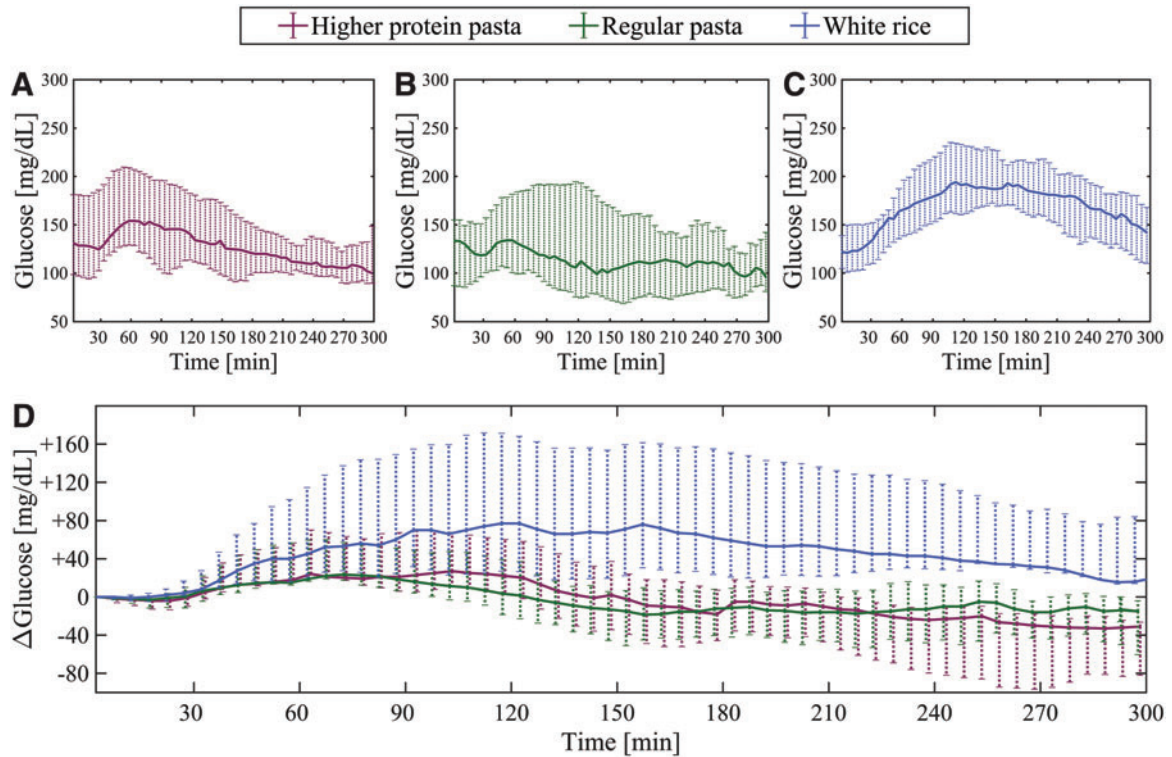 Higher protein pasta Regular pasta White rice
A
300
250
200
150
100
50
Glucose [mg/dL]
30 60 90 120 150 180 210 240 270 300
Time [min]
B
300
250
200
150
100
50
Glucose [mg/dL]
30 60 90 120 150 180 210 240 270 300
Time [min]
C
300
250
200
150
100
50
Glucose [mg/dL]
30 60 90 120 150 180 210 240 270 300
Time [min]
D
+160
+120
+80
+40
0
-40
-80
ΔGlucose [mg/dL]
30 60 90 120 150 180 210 240 270 300
Time [min]